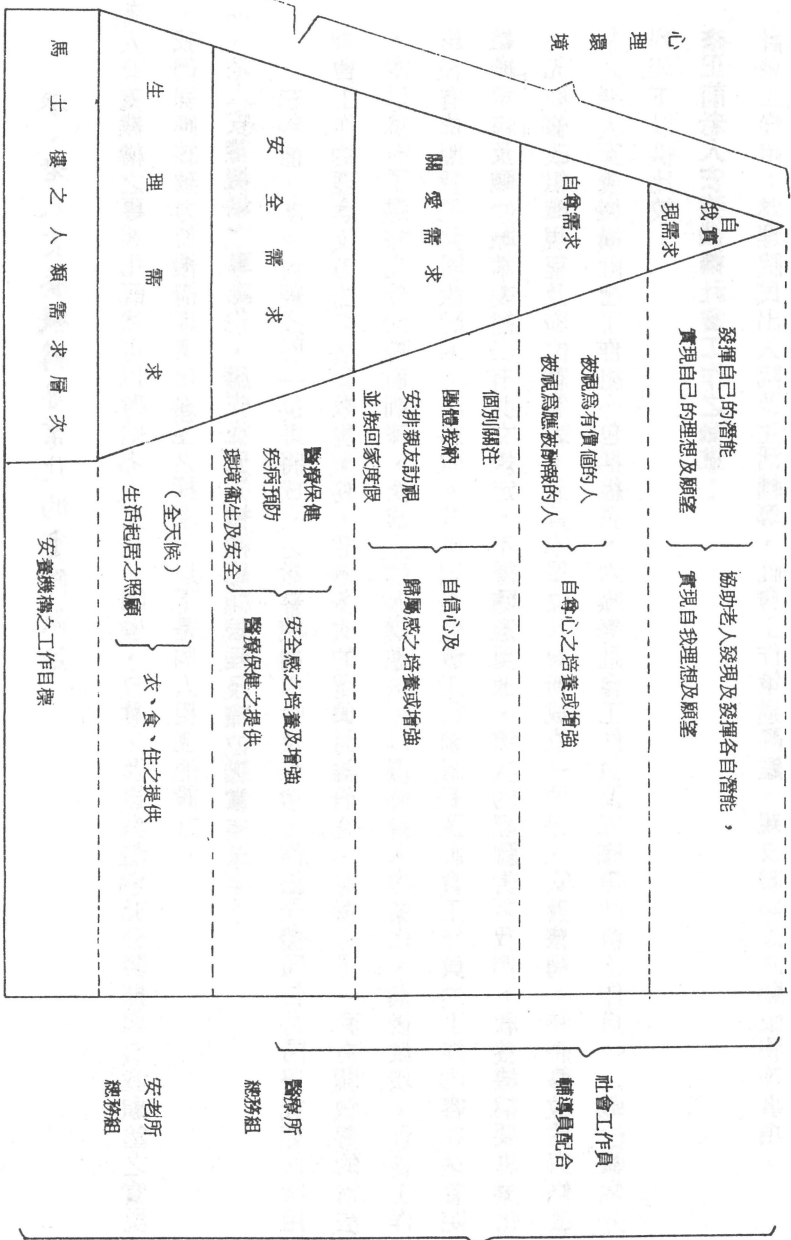 心理環境
自
我實
現需求
發揮自己的潛能
實現自己的理想及願望
協助老人發現及發揮各自潛能，
實現自我理想及願望
自尊需求
被視為有價值的人
被視為應被酬報的人
自尊心之培養或增強
關愛需求
個別關注
團體接納
安排親友訪視
並接回家度假
自信心及
歸屬感之培養或增強
安全需求
醫療保健
疾病預防
環境衞生及安全
安全感之培養及增強
醫療保健之提供
生理需求
（全天候）
生活起居之照顧
衣、食、住之提供
馬士樓之人類需求層次
安養機構之工作目標
社會工作員
輔導員配合
醫療所
總務組
安老所
總務組